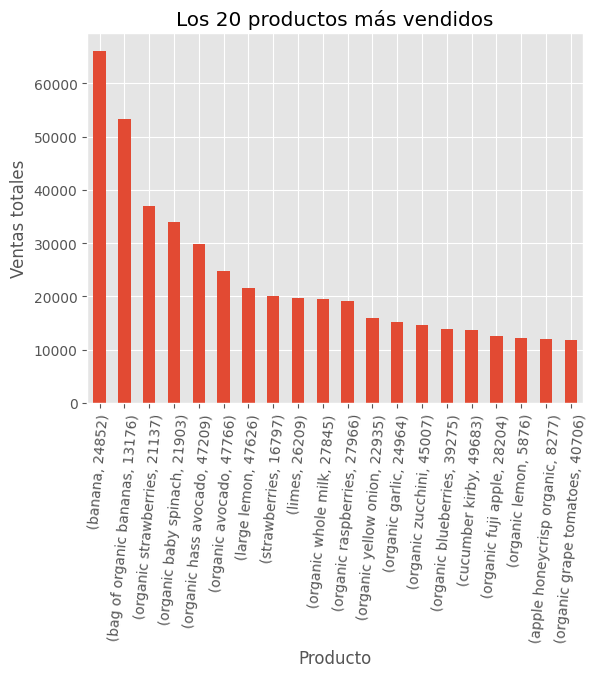 Los 20 productos más vendidos
Ventas totales
60000
50000
40000
30000
20000
10000
0
(banana, 24852)
(bag of organic bananas, 13176)
(organic strawberries, 21137)
(organic baby spinach, 21903)
(organic hass avocado, 47209)
(organic avocado, 47766)
(large lemon, 47626)
(strawberries, 16797)
(limes, 26209)
(organic whole milk, 27845)
(organic raspberries, 27966)
(organic yellow onion, 22935)
(organic garlic, 24964)
(organic zucchini, 45007)
(organic blueberries, 39275)
(cucumber kirby, 49683)
(organic fuji apple, 28204)
(organic lemon, 5876)
(apple honeycrisp organic, 8277)
(organic grape tomatoes, 40706)
Producto